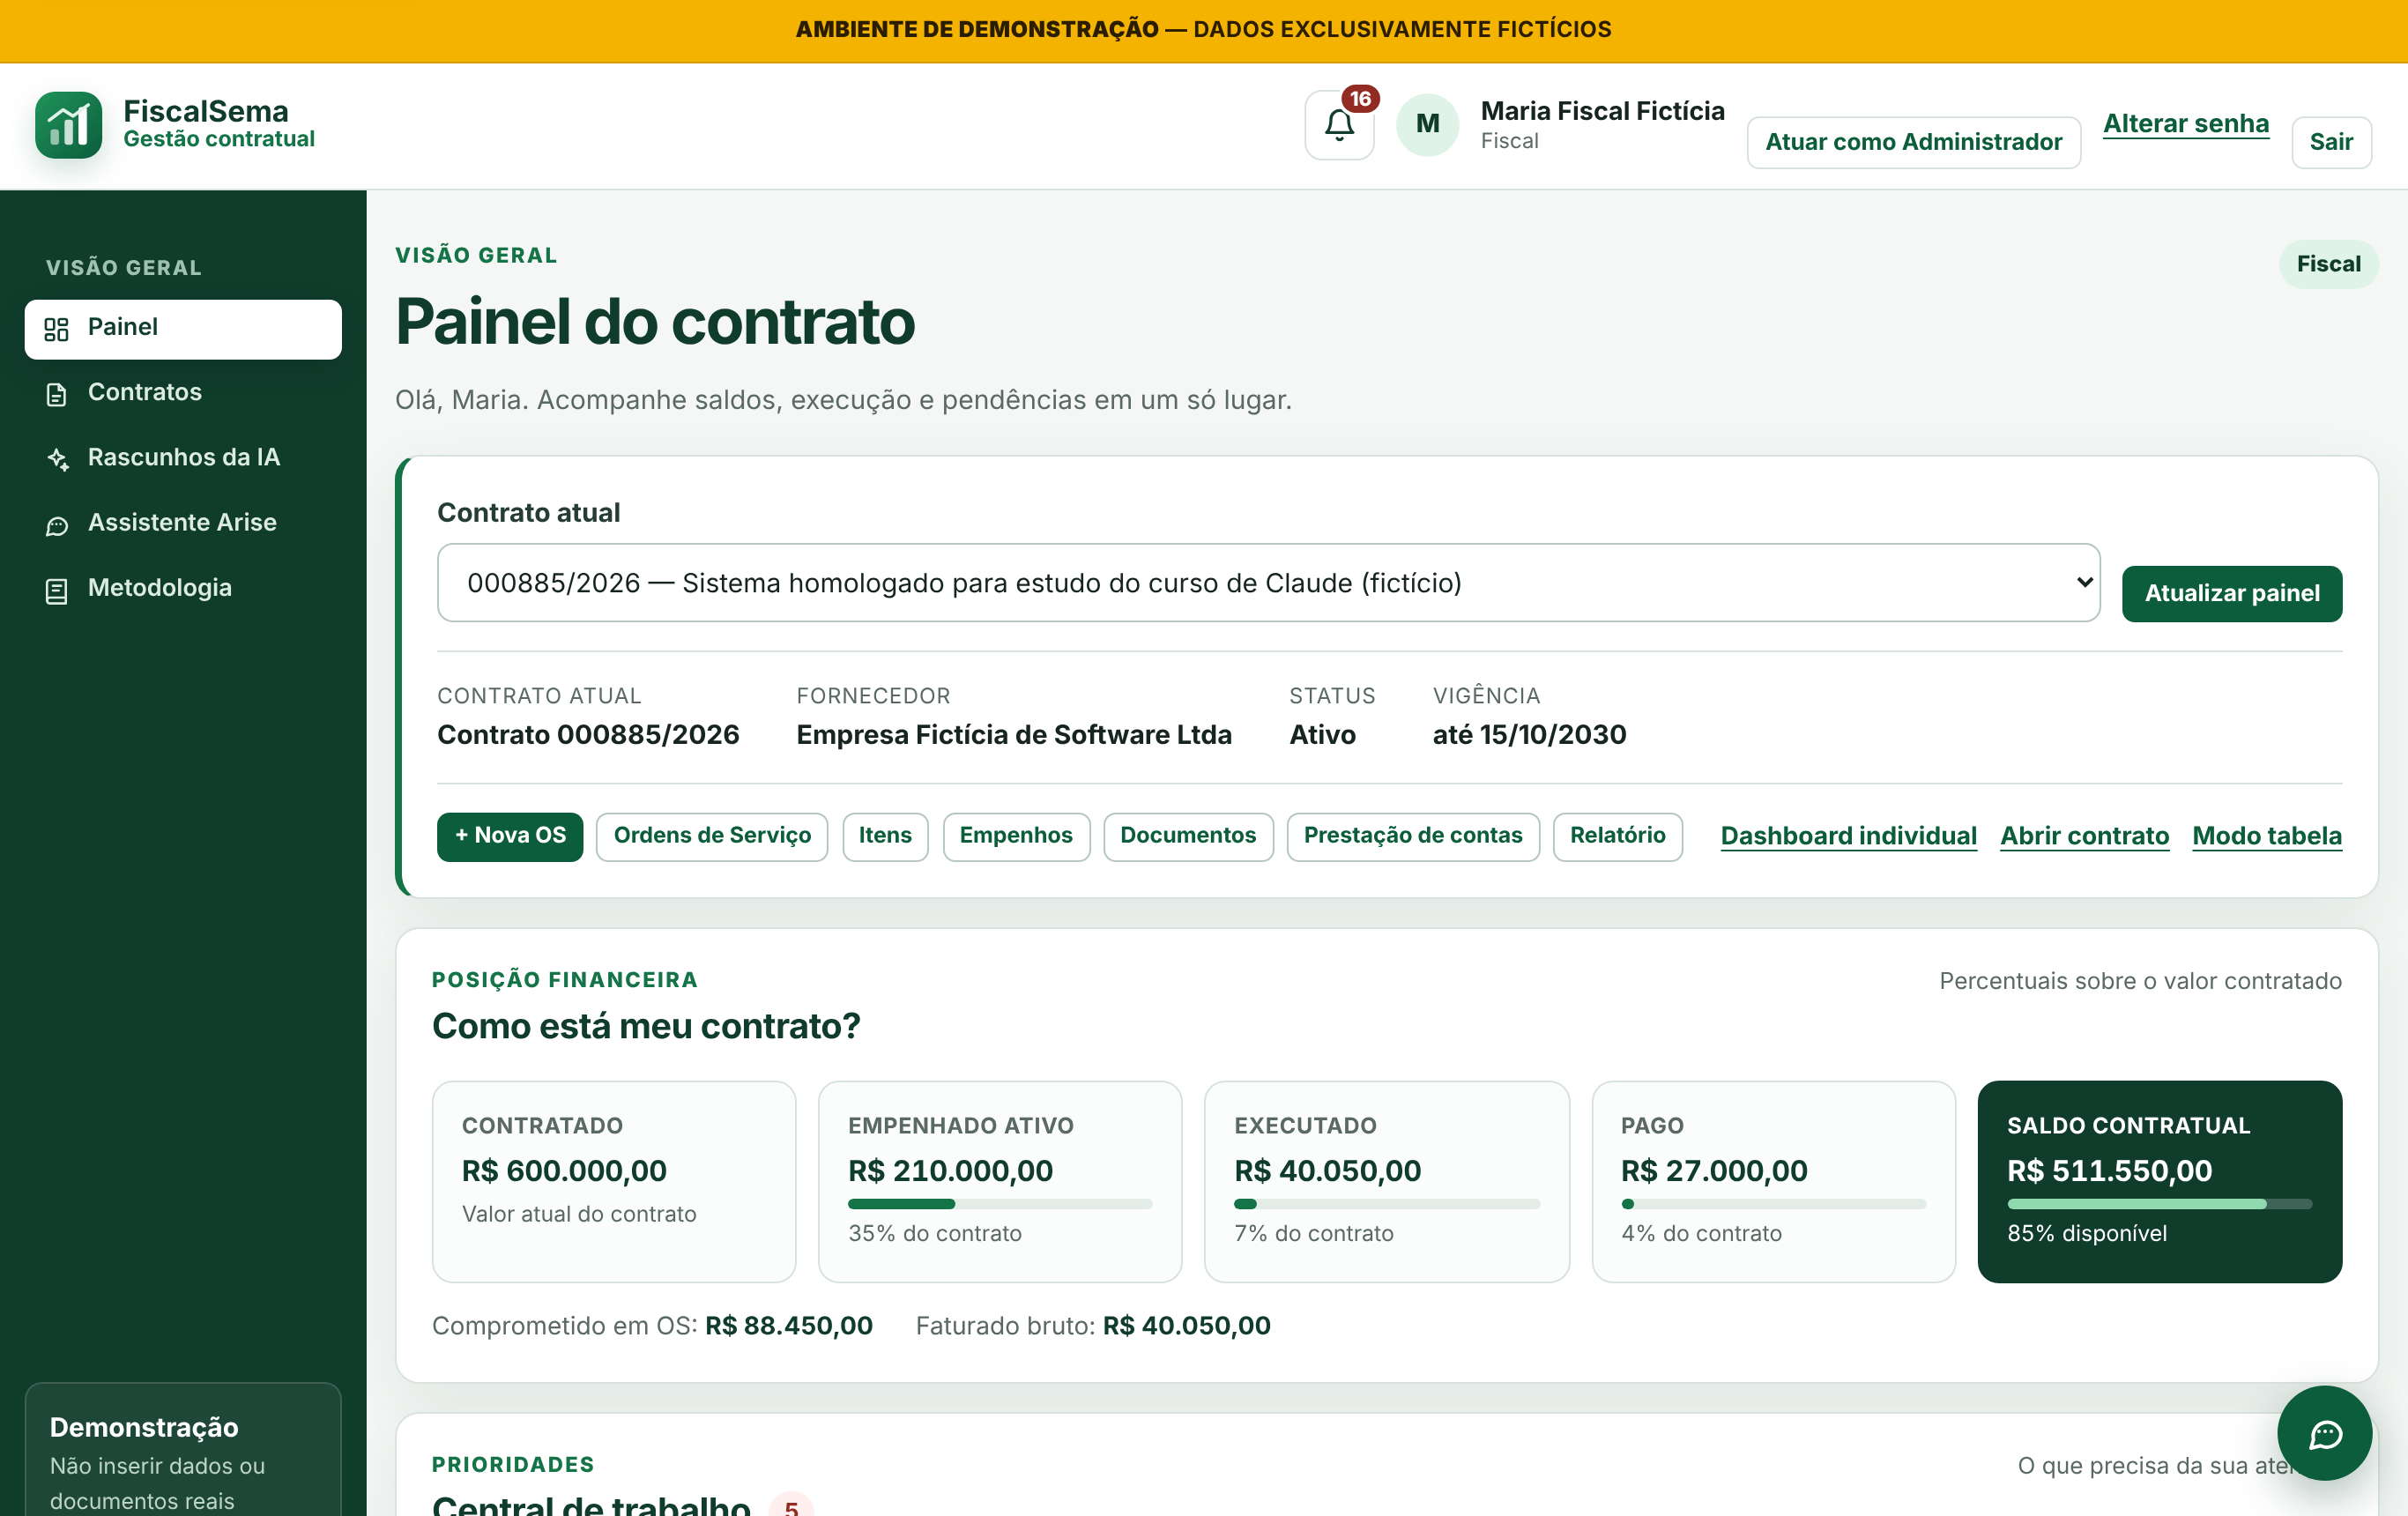 AMBIENTE DE DEMONSTRAÇÃO — DADOS EXCLUSIVAMENTE FICTÍCIOS
FiscalSema
Gestão contratual
16
M
Maria Fiscal Fictícia
Fiscal
Atuar como Administrador
Alterar senha
Sair
VISÃO GERAL
Painel
Contratos
Rascunhos da IA
Assistente Arise
Metodologia
Demonstração
Não inserir dados ou
documentos reais
VISÃO GERAL
Fiscal
Painel do contrato
Olá, Maria. Acompanhe saldos, execução e pendências em um só lugar.
Contrato atual
000885/2026 — Sistema homologado para estudo do curso de Claude (fictício)
Atualizar painel
CONTRATO ATUAL
Contrato 000885/2026
FORNECEDOR
Empresa Fictícia de Software Ltda
STATUS
Ativo
VIGÊNCIA
até 15/10/2030
+ Nova OS
Ordens de Serviço
Itens
Empenhos
Documentos
Prestação de contas
Relatório
Dashboard individual
Abrir contrato
Modo tabela
POSIÇÃO FINANCEIRA
Percentuais sobre o valor contratado
Como está meu contrato?
CONTRATADO
R$ 600.000,00
Valor atual do contrato
EMPENHADO ATIVO
R$ 210.000,00
35% do contrato
EXECUTADO
R$ 40.050,00
7% do contrato
PAGO
R$ 27.000,00
4% do contrato
SALDO CONTRATUAL
R$ 511.550,00
85% disponível
Comprometido em OS: R$ 88.450,00
Faturado bruto: R$ 40.050,00
PRIORIDADES
O que precisa da sua
Central de trabalho
5